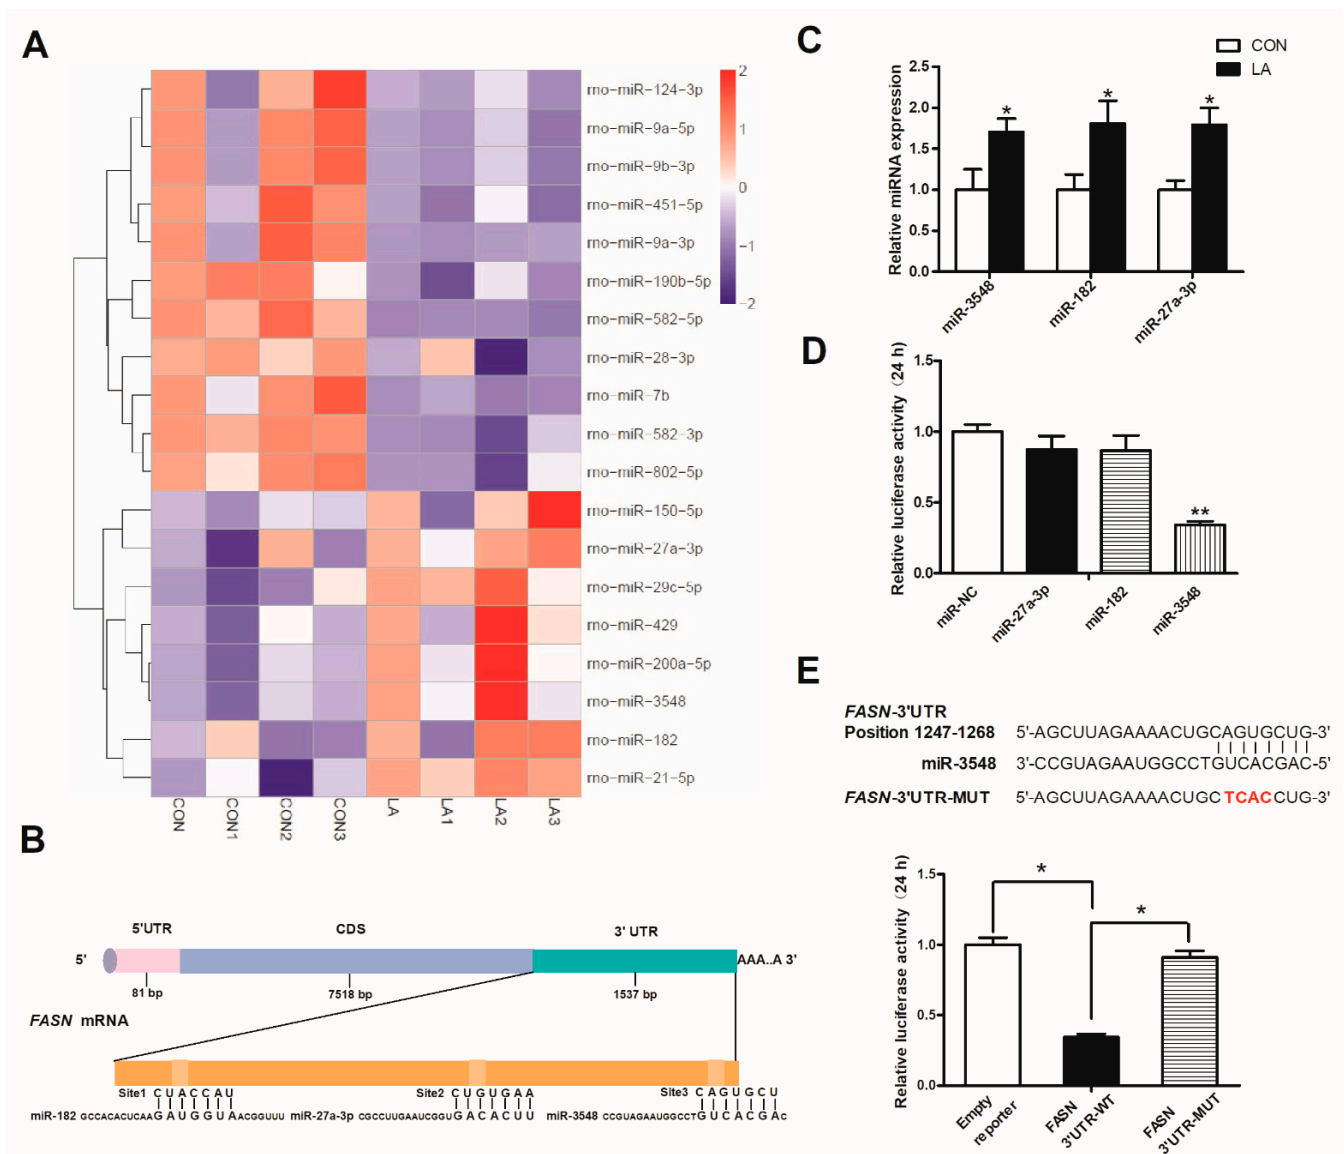 A
2
1
0
−1
−2
rno−miR−124−3p
rno−miR−9a−5p
rno−miR−9b−3p
rno−miR−451−5p
rno−miR−9a−3p
rno−miR−190b−5p
rno−miR−582−5p
rno−miR−28−3p
rno−miR−7b
rno−miR−582−3p
rno−miR−802−5p
rno−miR−150−5p
rno−miR−27a−3p
rno−miR−29c−5p
rno−miR−429
rno−miR−200a−5p
rno−miR−3548
rno−miR−182
rno−miR−21−5p
CON
CON1
CON2
CON3
LA
LA1
LA2
LA3
B
5'UTR
CDS
3' UTR
5'
AAA..A 3'
81 bp
7518 bp
1537 bp
FASN mRNA
Site1 C U A C C A U
Site2 C U G U G A A
Site3 C A G U G C U
miR-182 GCCACACUCAAGAUGGUAACGGUUU
miR-27a-3p CGCCUUGAAUCGGUGACACUU
miR-3548 CCGUAGAAUGGCCTGUCACGAC
C
CON
LA
Relative miRNA expression
2.5
2.0
1.5
1.0
0.5
0.0
*
*
*
miR-3548
miR-182
miR-27a-3p
D
Relative luciferase activity（24 h）
1.5
1.0
0.5
0.0
**
miR-NC
miR-27a-3p
miR-182
miR-3548
E
FASN-3'UTR
Position 1247-1268 5'-AGCUUAGAAAACUGCAGUGCUG-3'
miR-3548 3'-CCGUAGAAUGGCCTGUCACGAC-5'
FASN-3'UTR-MUT 5'-AGCUUAGAAAACUGC TCACCUG-3'
Relative luciferase activity（24 h）
1.5
1.0
0.5
0.0
*
*
Empty
reporter
FASN
3'UTR-WT
FASN
3'UTR-MUT